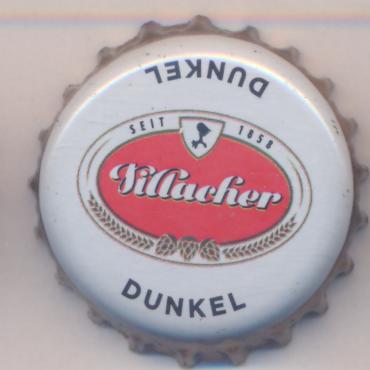 DUNKEL
SEIT 1858
Villacher
DUNKEL